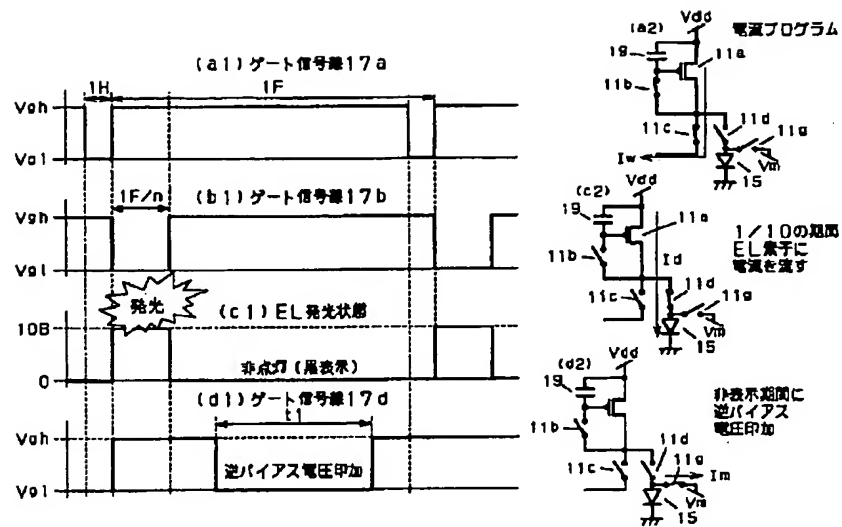 (a1)ゲート信号線17a
1H
1F
Vgh
Vgl
(b1)ゲート信号線17b
1F/n
Vgh
Vgl
発光
(c1)EL発光状態
10B
0
非点灯(黒表示)
(d1)ゲート信号線17d
t1
Vgh
Vgl
逆バイアス電圧印加
(a2)
Vdd
電流プログラム
19
11a
11b
11c
11d
11g
Iw
Vm
15
(c2)
Vdd
19
11a
1/10の期間
EL素子に
電流を流す
11b
Id
11c
11d
11g
Vm
15
(d2)
Vdd
19
非表示期間に
逆バイアス
電圧印加
11b
11d
11g
11c
Im
Vm
15